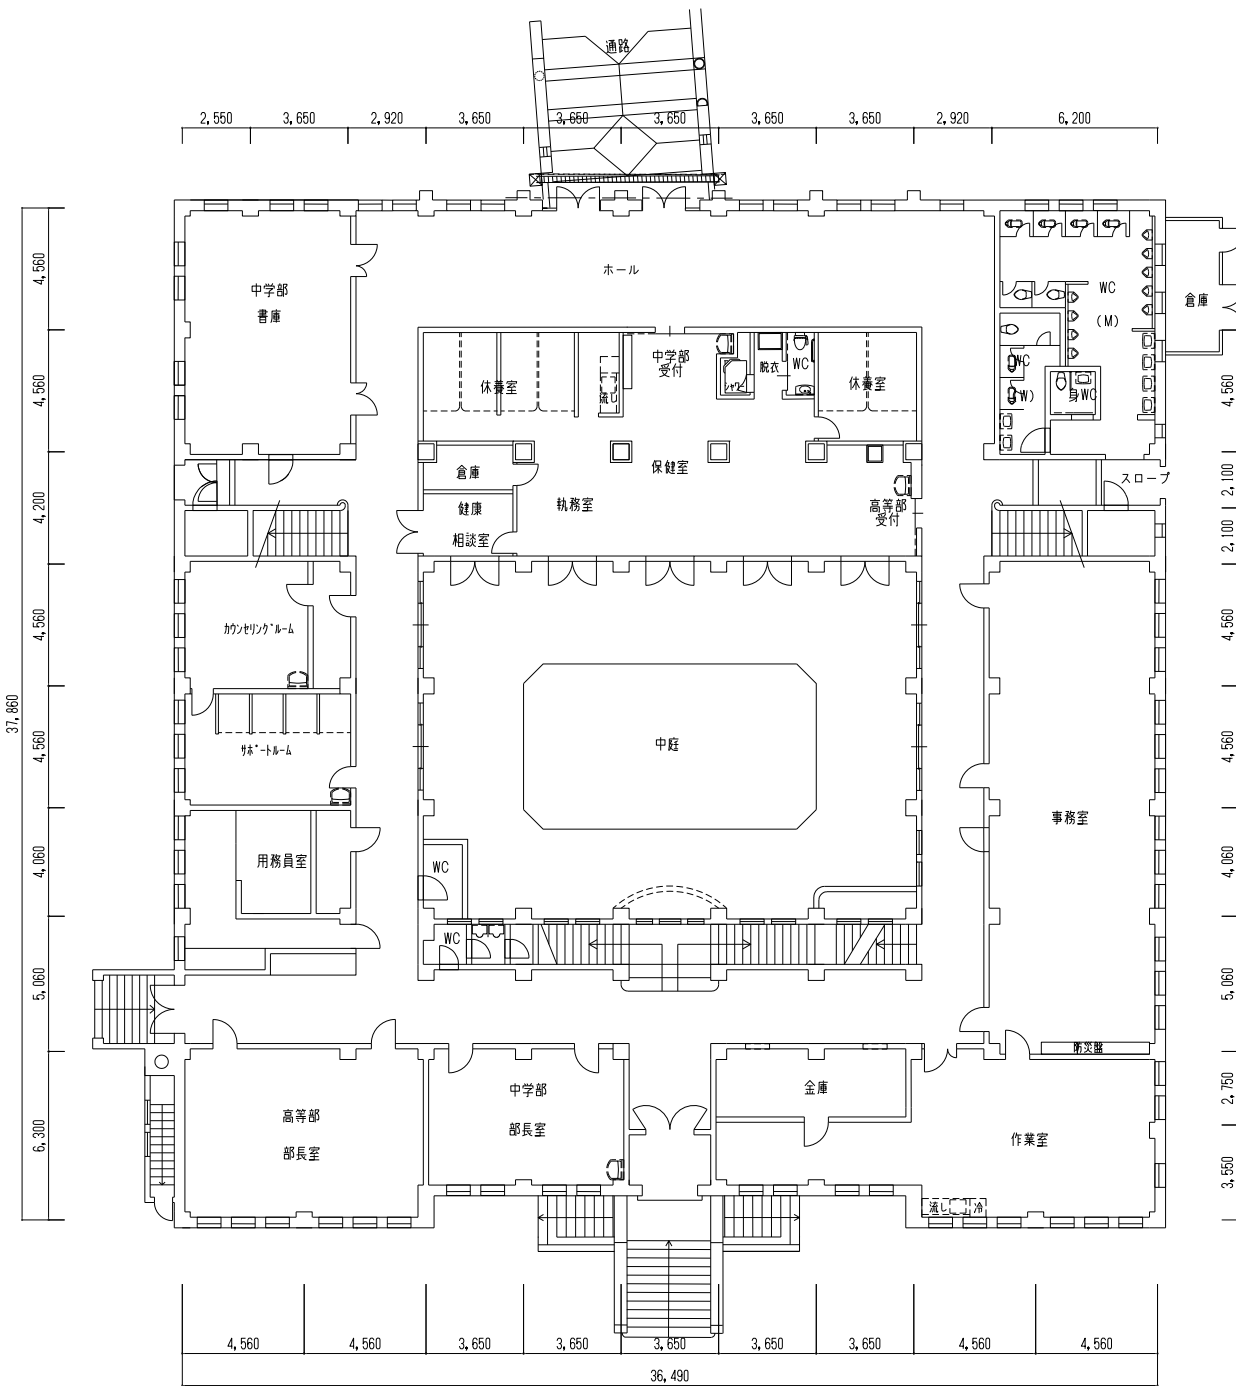 通路
2,550
3,650
2,920
3,650
3,650
3,650
3,650
3,650
2,920
6,200
4,560
4,560
4,200
4,560
4,560
4,060
5,060
6,300
37,860
中学部
書庫
ホール
WC
(M)
倉庫
WC
(W)
身WC
スロープ
休養室
流し
中学部
受付
シャワー
脱衣
WC
休養室
倉庫
健康
相談室
執務室
保健室
高等部
受付
カウンセリングルーム
サポートルーム
用務員室
中庭
WC
WC
事務室
防災盤
高等部
部長室
中学部
部長室
金庫
作業室
流し
冷
4,560
2,100
2,100
4,560
4,560
4,060
5,060
2,750
3,550
4,560
4,560
3,650
3,650
3,650
3,650
3,650
4,560
4,560
36,490